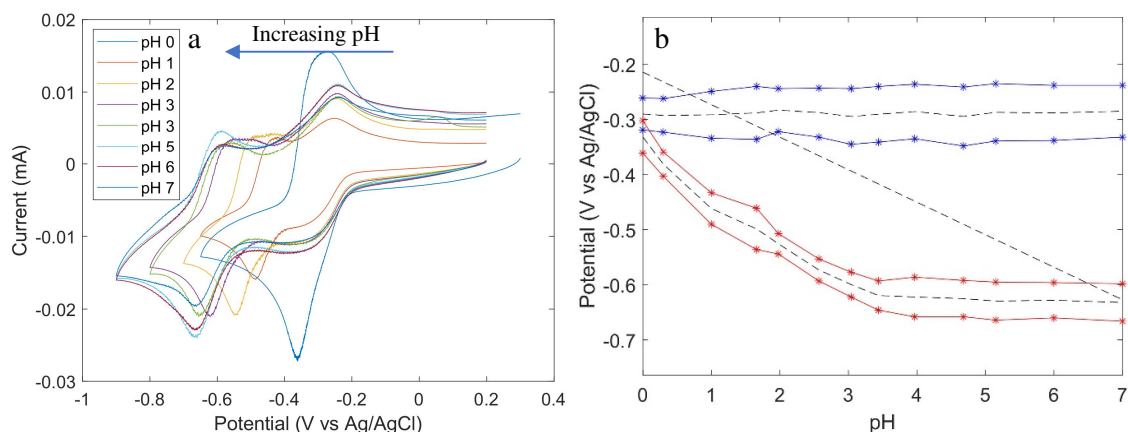 a
Increasing pH
pH 0
pH 1
pH 2
pH 3
pH 3
pH 5
pH 6
pH 7
0.02
0.01
0
-0.01
-0.02
-0.03
Current (mA)
-1
-0.8
-0.6
-0.4
-0.2
0
0.2
0.4
Potential (V vs Ag/AgCl)
b
-0.2
-0.3
-0.4
-0.5
-0.6
-0.7
Potential (V vs Ag/AgCl)
0
1
2
3
4
5
6
7
pH